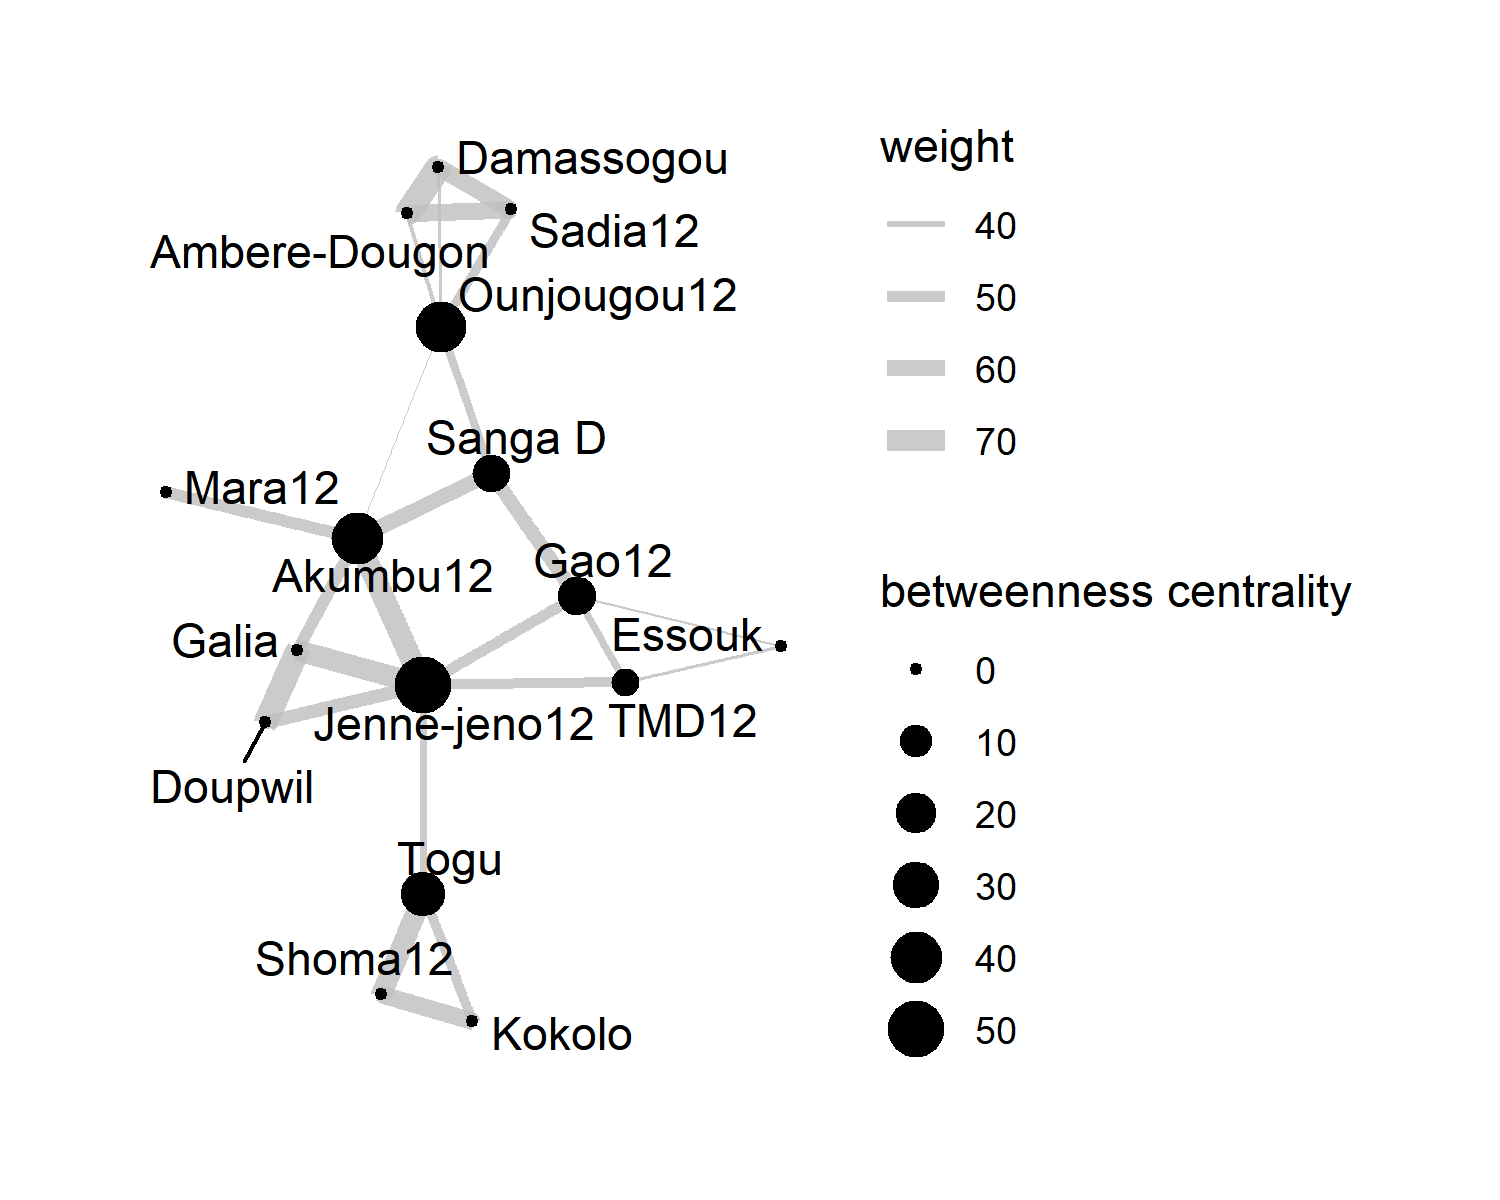 Damassogou
Sadia12
Ambere-Dougon
Ounjougou12
Sanga D
Mara12
Akumbu12
Gao12
Galia
Essouk
Jenne-jeno12
TMD12
Doupwil
Togu
Shoma12
Kokolo
weight
40
50
60
70
betweenness centrality
0
10
20
30
40
50